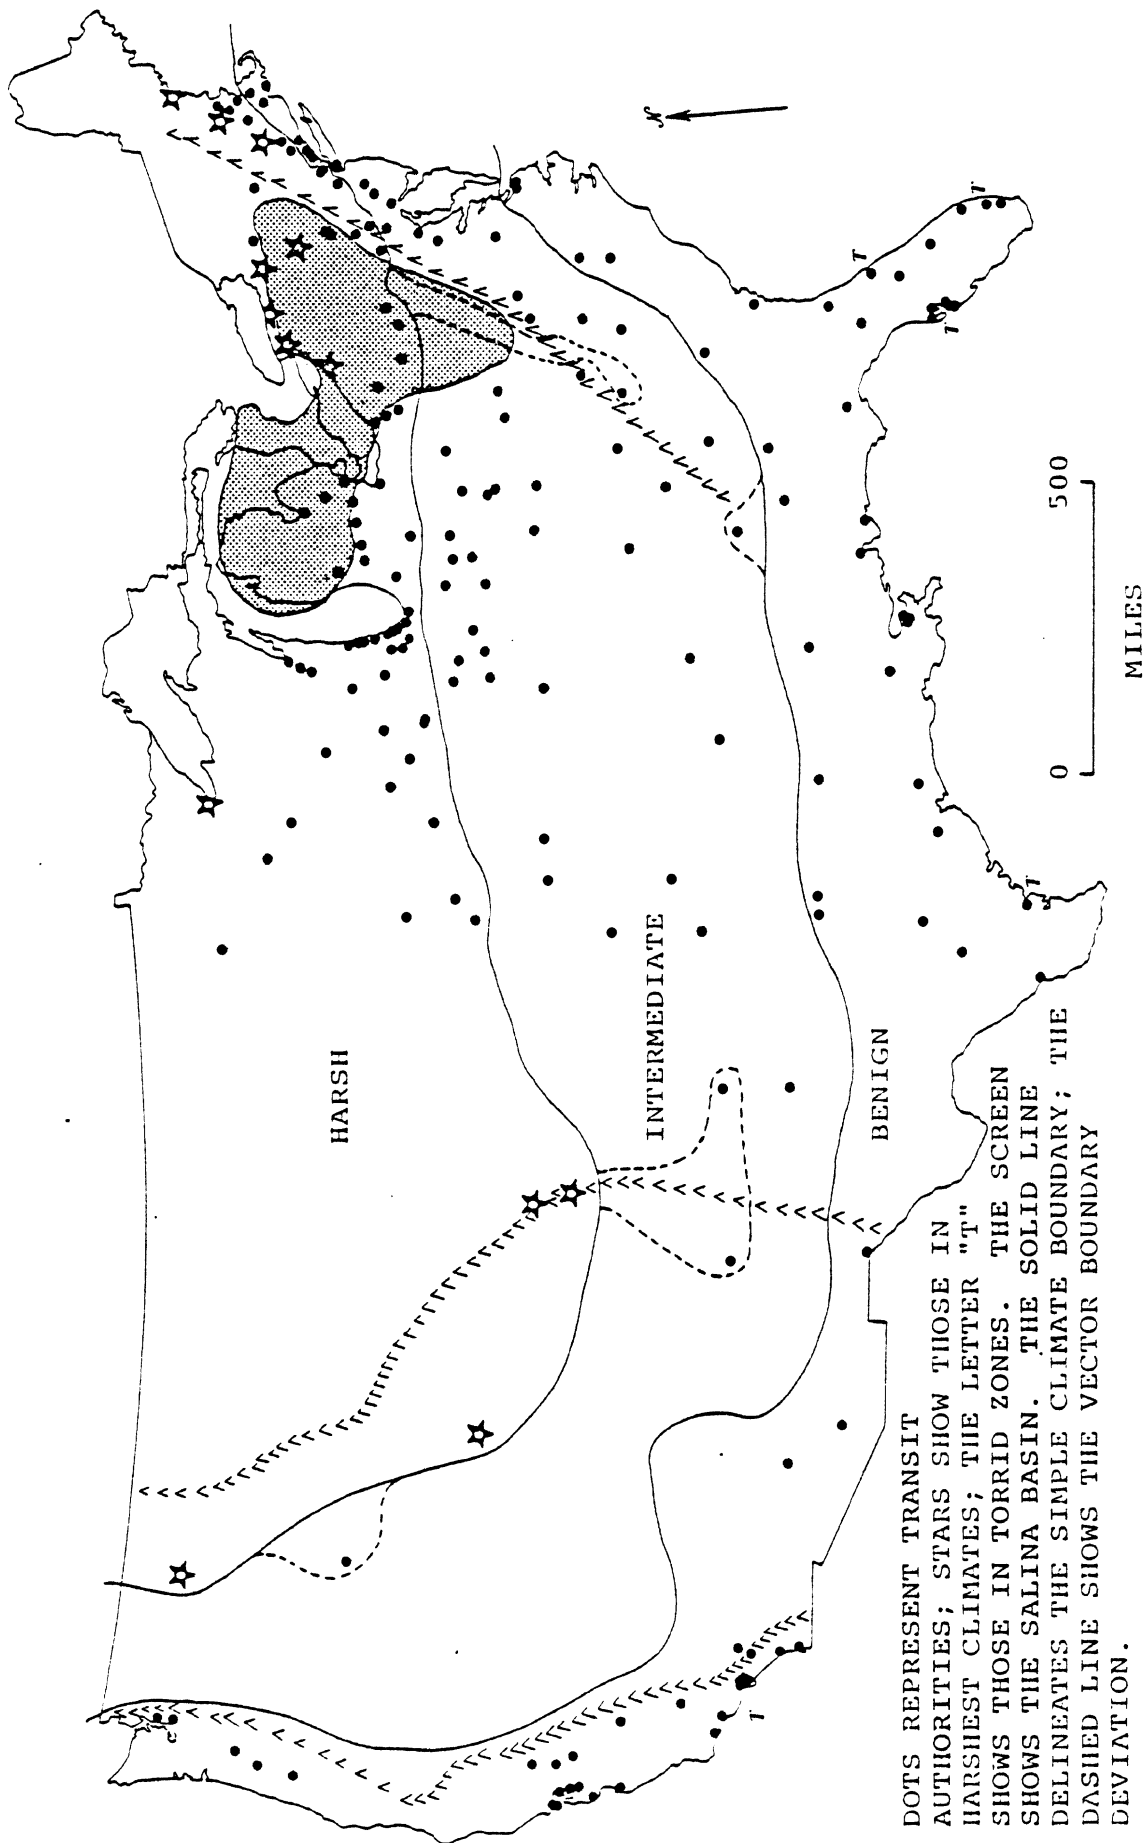 HARSH
INTERMEDIATE
BENIGN
N
T
T
T
T
T
0 500
MILES
DOTS REPRESENT TRANSIT
AUTHORITIES; STARS SHOW THOSE IN
HARSHEST CLIMATES; THE LETTER "T"
SHOWS THOSE IN TORRID ZONES. THE SCREEN
SHOWS THE SALINA BASIN. THE SOLID LINE
DELINEATES THE SIMPLE CLIMATE BOUNDARY; THE
DASHED LINE SHOWS THE VECTOR BOUNDARY
DEVIATION.